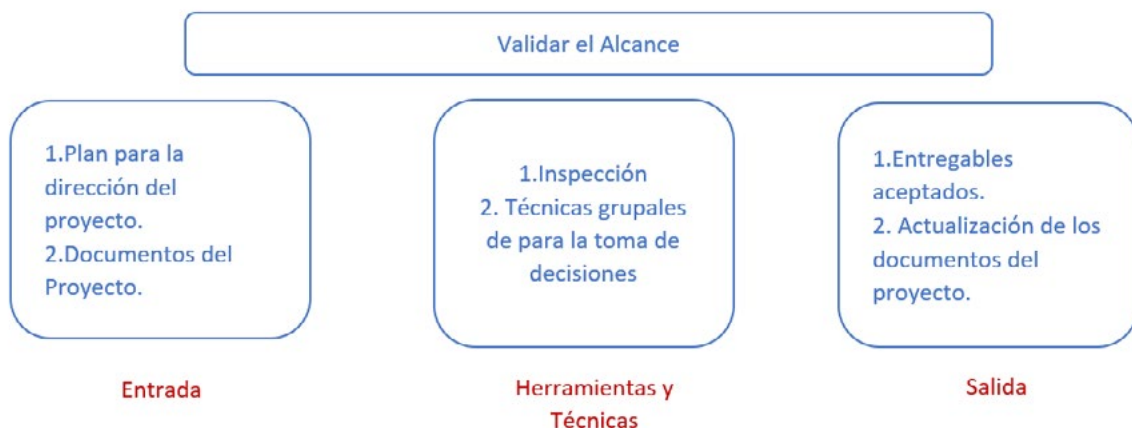 Validar el Alcance
1.Plan para la
dirección del
proyecto.
2.Documentos del
Proyecto.
1.Inspección
2. Técnicas grupales
de para la toma de
decisiones
1.Entregables
aceptados.
2. Actualización de los
documentos del
proyecto.
Entrada
Herramientas y
Técnicas
Salida